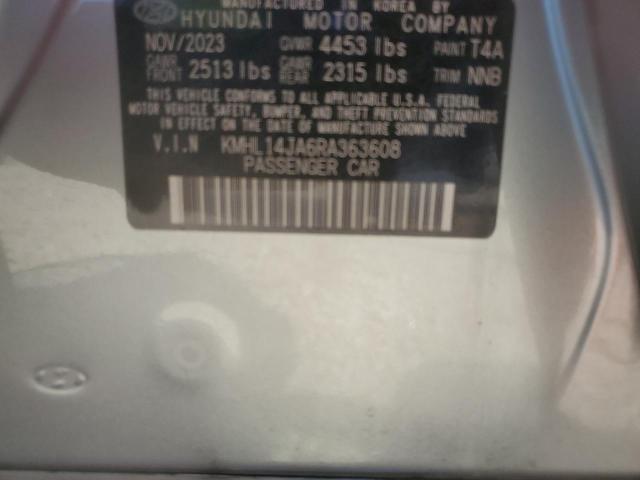 MANUFACTURED IN KOREA BY
HYUNDAI MOTOR COMPANY
NOV/2023 GVWR 4453 lbs PAINT T4A
GAWR FRONT 2513 lbs GAWR REAR 2315 lbs TRIM NNB
THIS VEHICLE CONFORMS TO ALL APPLICABLE U.S.A. FEDERAL
MOTOR VEHICLE SAFETY, BUMPER, AND THEFT PREVENTION STANDARDS
IN EFFECT ON THE DATE OF MANUFACTURE SHOWN ABOVE.
V.I.N KMHL14JA6RA363608
PASSENGER CAR